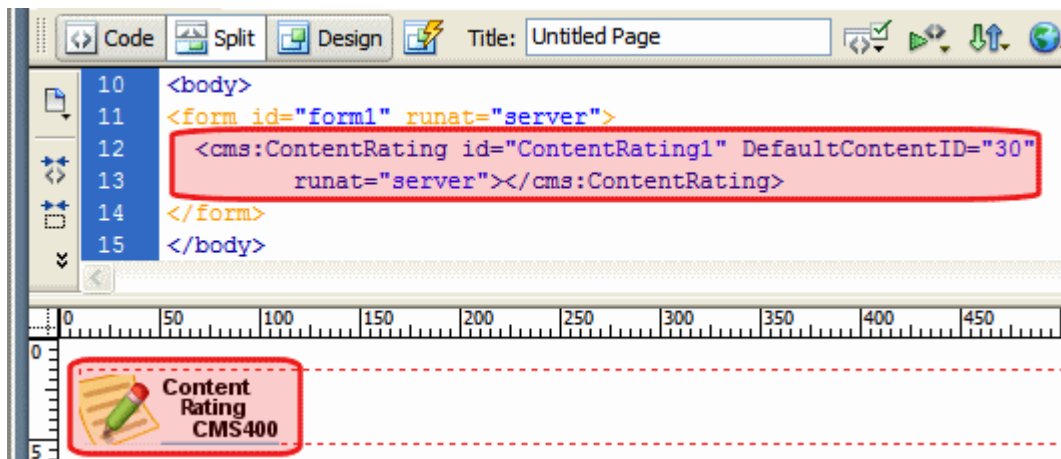 Code Split Design Title: Untitled Page
10 <body>
11 <form id="form1" runat="server">
12 <cms:ContentRating id="ContentRating1" DefaultContentID="30"
13 runat="server"></cms:ContentRating>
14 </form>
15 </body>
0 50 100 150 200 250 300 350 400 450
0
Content
Rating
CMS400
5